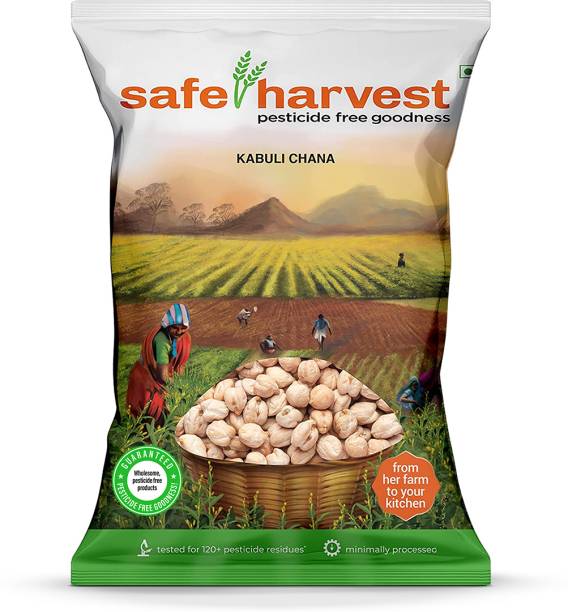 safe harvest
pesticide free goodness
KABULI CHANA
GUARANTEED
Wholesome,
pesticide free
products
PESTICIDE FREE GOODNESS!
from
her farm
to your
kitchen
tested for 120+ pesticide residues*
minimally processed